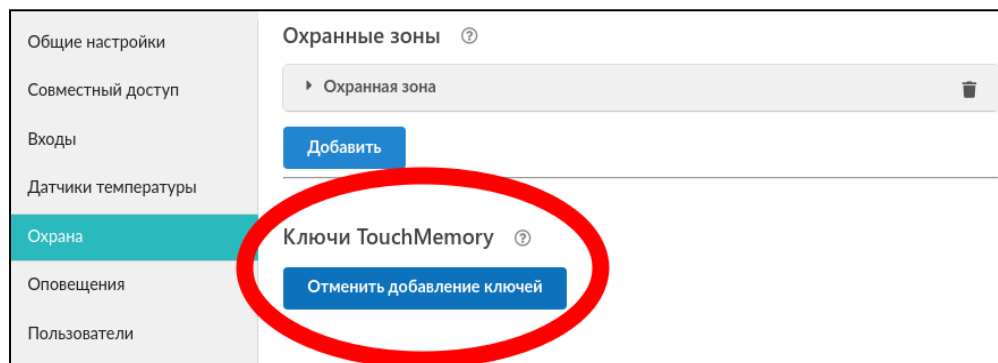 Общие настройки
Совместный доступ
Входы
Датчики температуры
Охрана
Оповещения
Пользователи
Охранные зоны ?
Охранная зона
Добавить
Ключи TouchMemory ?
Отменить добавление ключей